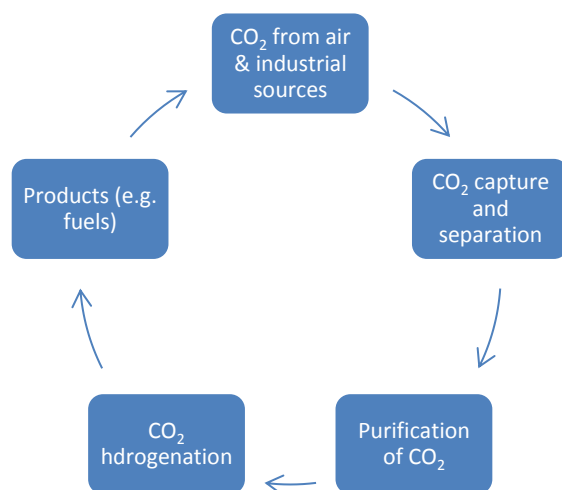 CO₂ from air
& industrial
sources
CO₂ capture
and
separation
Purification
of CO₂
CO₂
hdrogenation
Products (e.g.
fuels)